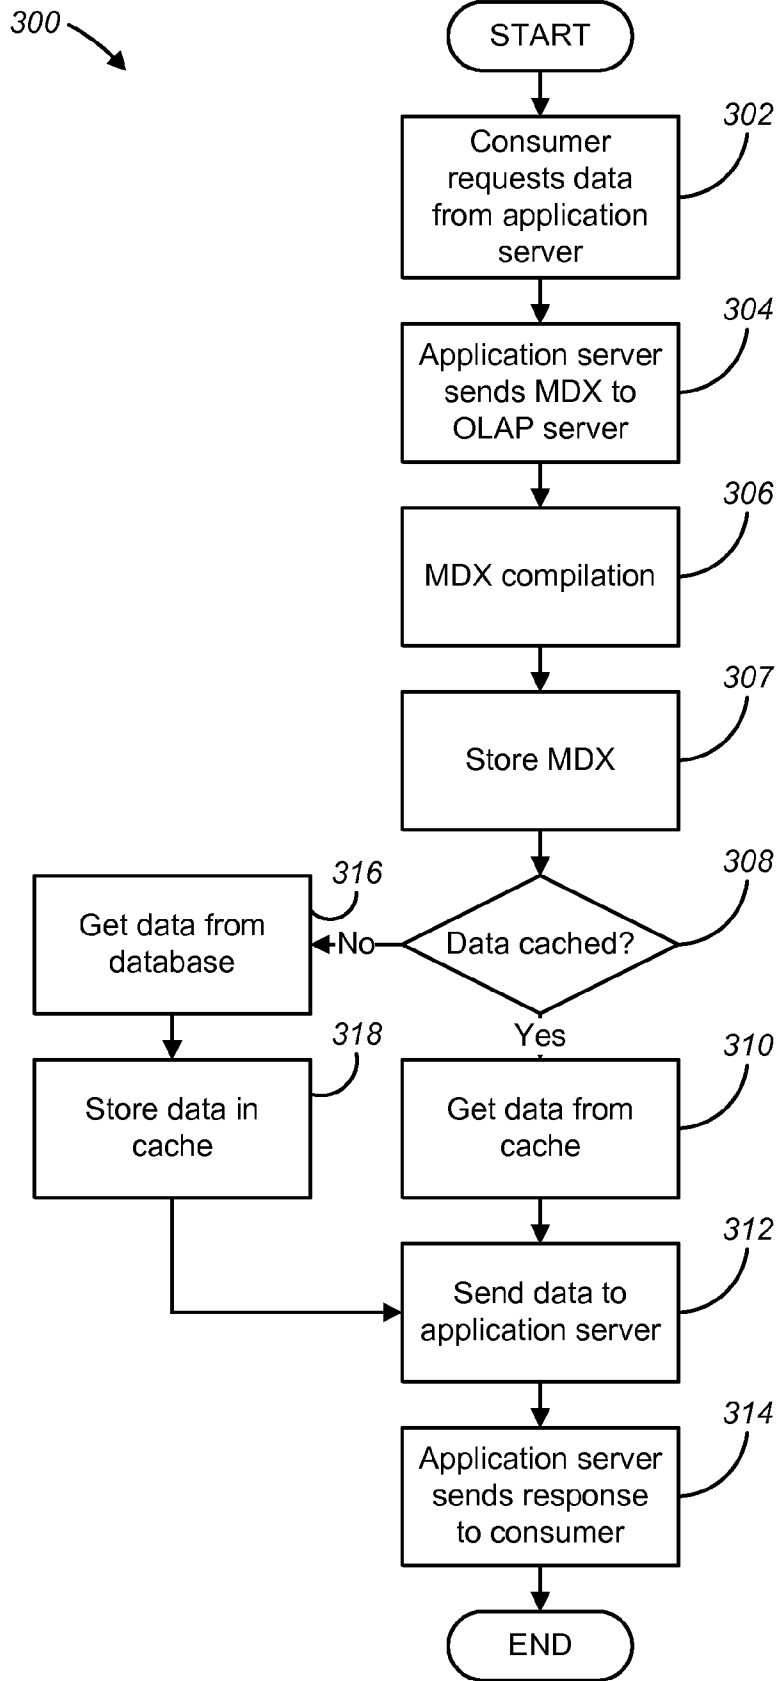 300
START
302
Consumer
requests data
from application
server
304
Application server
sends MDX to
OLAP server
306
MDX compilation
307
Store MDX
308
Data cached?
No
316
Get data from
database
Yes
318
Store data in
cache
310
Get data from
cache
312
Send data to
application server
314
Application server
sends response
to consumer
END